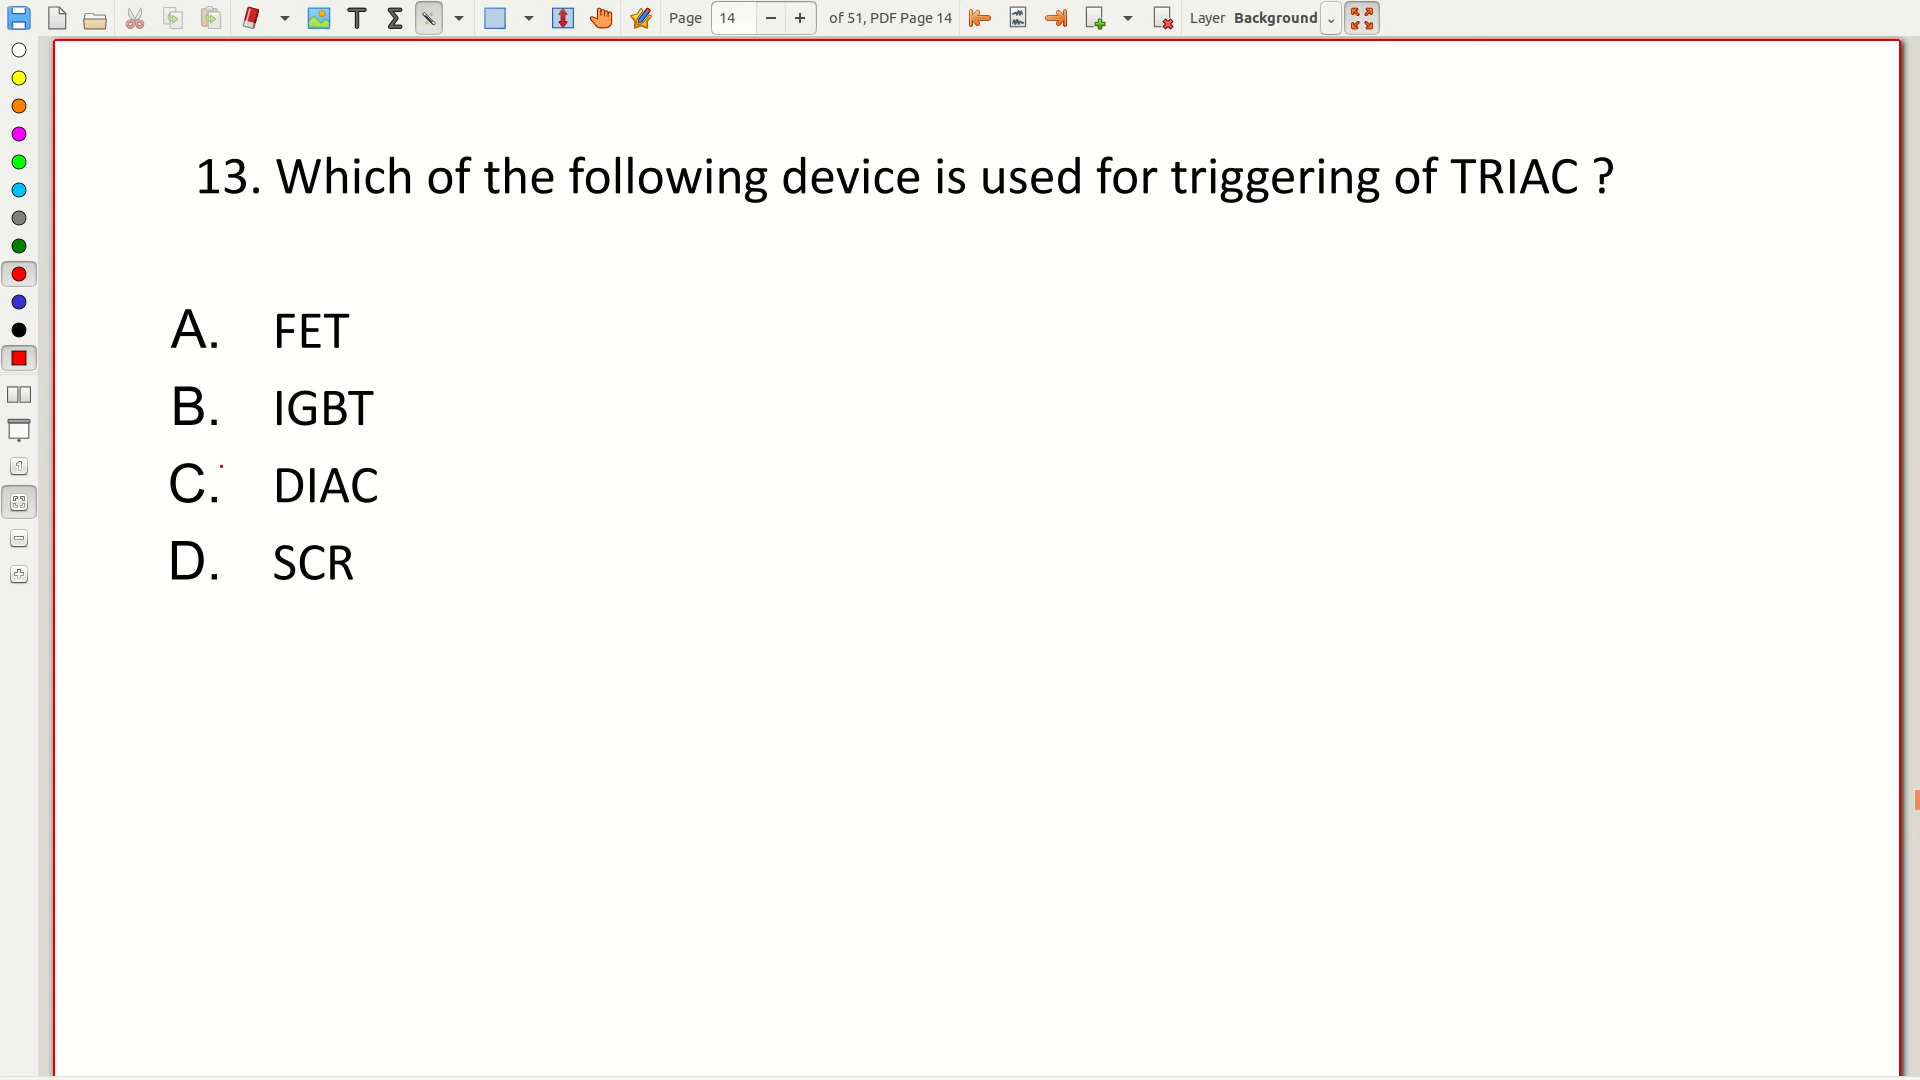 Page 14 of 51, PDF Page 14 Layer Background
13. Which of the following device is used for triggering of TRIAC ?
A. FET
B. IGBT
C. DIAC
D. SCR